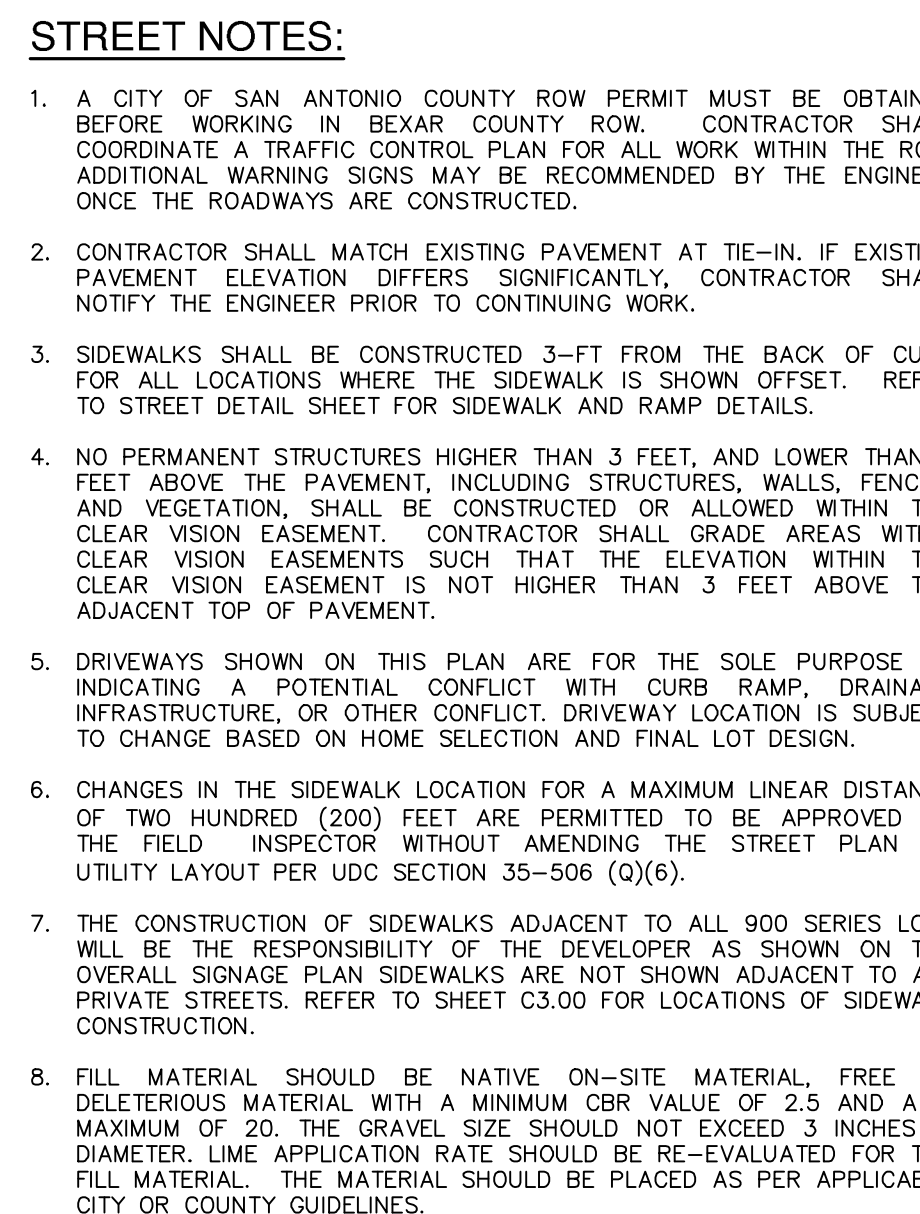 STREET NOTES:
1. A CITY OF SAN ANTONIO COUNTY ROW PERMIT MUST BE
BEFORE WORKING IN BEXAR COUNTY ROW. CONTRACTOR
COORDINATE A TRAFFIC CONTROL PLAN FOR ALL WORK WITHIN THE
ADDITIONAL WARNING SIGNS MAY BE RECOMMENDED BY THE
ONCE THE ROADWAYS ARE CONSTRUCTED.
2. CONTRACTOR SHALL MATCH EXISTING PAVEMENT AT TIE-IN. IF
PAVEMENT ELEVATION DIFFERS SIGNIFICANTLY, CONTRACTOR
NOTIFY THE ENGINEER PRIOR TO CONTINUING WORK.
3. SIDEWALKS SHALL BE CONSTRUCTED 3-FT FROM THE BACK OF
FOR ALL LOCATIONS WHERE THE SIDEWALK IS SHOWN OFFSET.
TO STREET DETAIL SHEET FOR SIDEWALK AND RAMP DETAILS.
4. NO PERMANENT STRUCTURES HIGHER THAN 3 FEET, AND LOWER THAN
FEET ABOVE THE PAVEMENT, INCLUDING STRUCTURES, WALLS,
AND VEGETATION, SHALL BE CONSTRUCTED OR ALLOWED WITHIN
CLEAR VISION EASEMENT. CONTRACTOR SHALL GRADE AREAS
CLEAR VISION EASEMENTS SUCH THAT THE ELEVATION WITHIN
CLEAR VISION EASEMENT IS NOT HIGHER THAN 3 FEET ABOVE
ADJACENT TOP OF PAVEMENT.
5. DRIVEWAYS SHOWN ON THIS PLAN ARE FOR THE SOLE PURPOSE
INDICATING A POTENTIAL CONFLICT WITH CURB RAMP,
INFRASTRUCTURE, OR OTHER CONFLICT. DRIVEWAY LOCATION IS
TO CHANGE BASED ON HOME SELECTION AND FINAL LOT DESIGN.
6. CHANGES IN THE SIDEWALK LOCATION FOR A MAXIMUM LINEAR
OF TWO HUNDRED (200) FEET ARE PERMITTED TO BE APPROVED
THE FIELD INSPECTOR WITHOUT AMENDING THE STREET PLAN
UTILITY LAYOUT PER UDC SECTION 35-506 (Q)(6).
7. THE CONSTRUCTION OF SIDEWALKS ADJACENT TO ALL 900 SERIES
WILL BE THE RESPONSIBILITY OF THE DEVELOPER AS SHOWN ON
OVERALL SIGNAGE PLAN SIDEWALKS ARE NOT SHOWN ADJACENT TO
PRIVATE STREETS. REFER TO SHEET C3.00 FOR LOCATIONS OF
CONSTRUCTION.
8. FILL MATERIAL SHOULD BE NATIVE ON-SITE MATERIAL, FREE
DELETERIOUS MATERIAL WITH A MINIMUM CBR VALUE OF 2.5 AND
MAXIMUM OF 20. THE GRAVEL SIZE SHOULD NOT EXCEED 3 INCHES
DIAMETER. LIME APPLICATION RATE SHOULD BE RE-EVALUATED FOR
FILL MATERIAL. THE MATERIAL SHOULD BE PLACED AS PER
CITY OR COUNTY GUIDELINES.